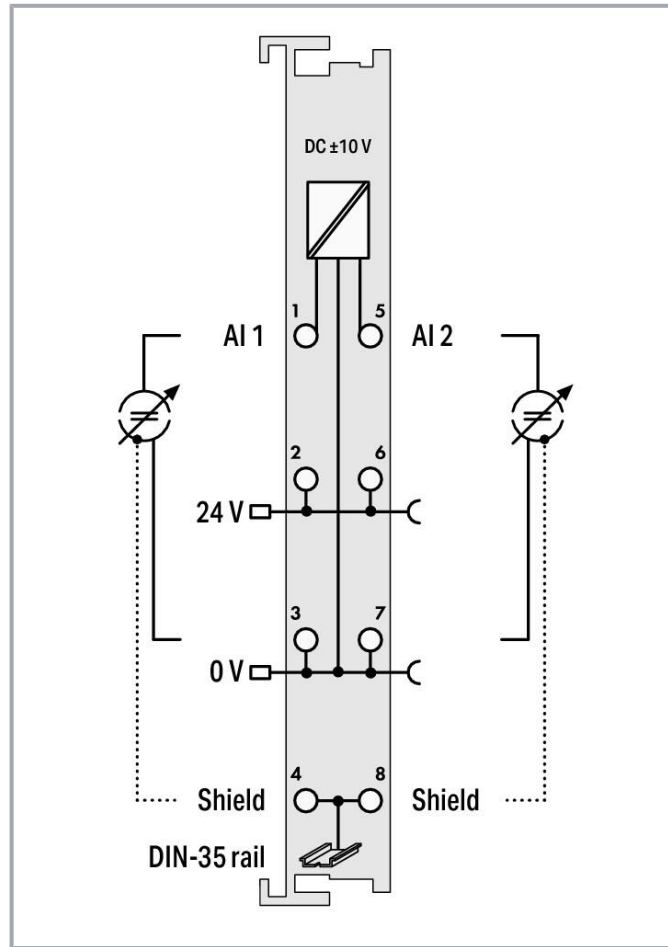 DC ±10 V
1 5
AI 1 AI 2
2 6
24 V
3 7
0 V
4 8
Shield Shield
DIN-35 rail